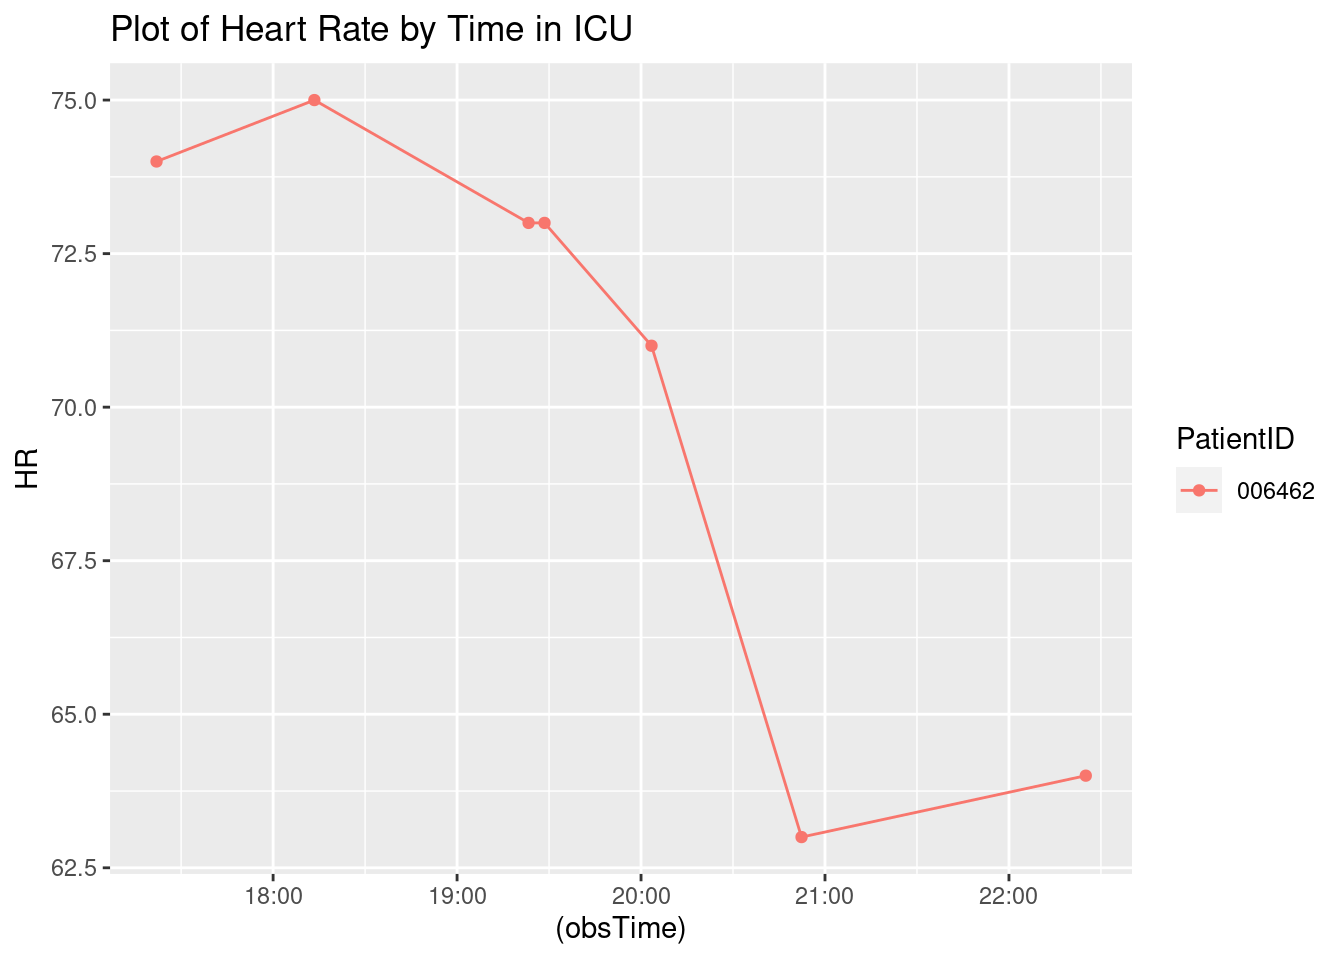 Plot of Heart Rate by Time in ICU
75.0
72.5
70.0
67.5
65.0
62.5
HR
18:00 19:00 20:00 21:00 22:00
(obsTime)
PatientID
006462